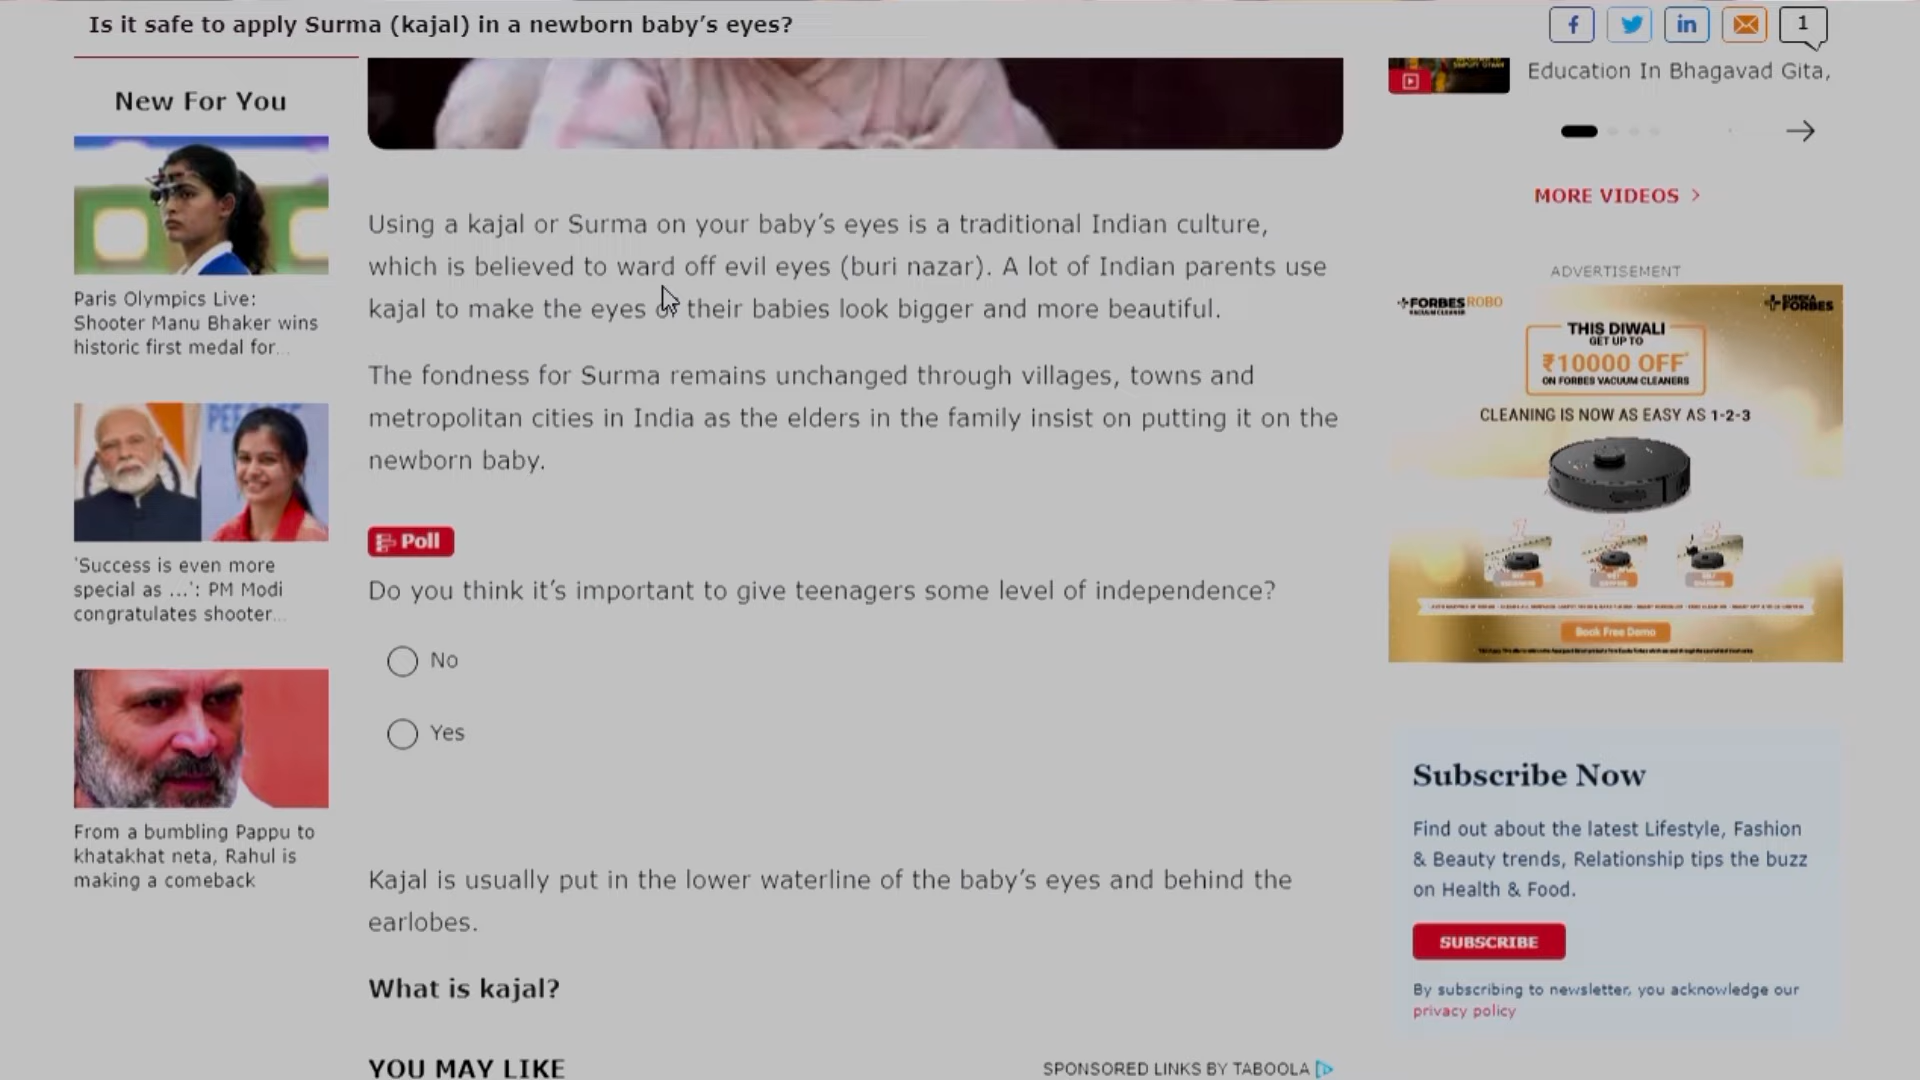 Is it safe to apply Surma (kajal) in a newborn baby’s eyes?
1
New For You
Paris Olympics Live:
Shooter Manu Bhaker wins
historic first medal for...
'Success is even more
special as ...': PM Modi
congratulates shooter...
From a bumbling Pappu to
khatakhat neta, Rahul is
making a comeback
Using a kajal or Surma on your baby’s eyes is a traditional Indian culture,
which is believed to ward off evil eyes (buri nazar). A lot of Indian parents use
kajal to make the eyes of their babies look bigger and more beautiful.
The fondness for Surma remains unchanged through villages, towns and
metropolitan cities in India as the elders in the family insist on putting it on the
newborn baby.
Poll
Do you think it’s important to give teenagers some level of independence?
No
Yes
Kajal is usually put in the lower waterline of the baby’s eyes and behind the
earlobes.
What is kajal?
YOU MAY LIKE
SPONSORED LINKS BY TABOOLA
Education In Bhagavad Gita,
MORE VIDEOS >
ADVERTISEMENT
FORBES ROBO
VACUUM CLEANER
EUREKA
FORBES
THIS DIWALI
GET UP TO
₹10000 OFF*
ON FORBES VACUUM CLEANERS
CLEANING IS NOW AS EASY AS 1-2-3
1 2 3
Book Free Demo
Subscribe Now
Find out about the latest Lifestyle, Fashion
& Beauty trends, Relationship tips the buzz
on Health & Food.
SUBSCRIBE
By subscribing to newsletter, you acknowledge our
privacy policy